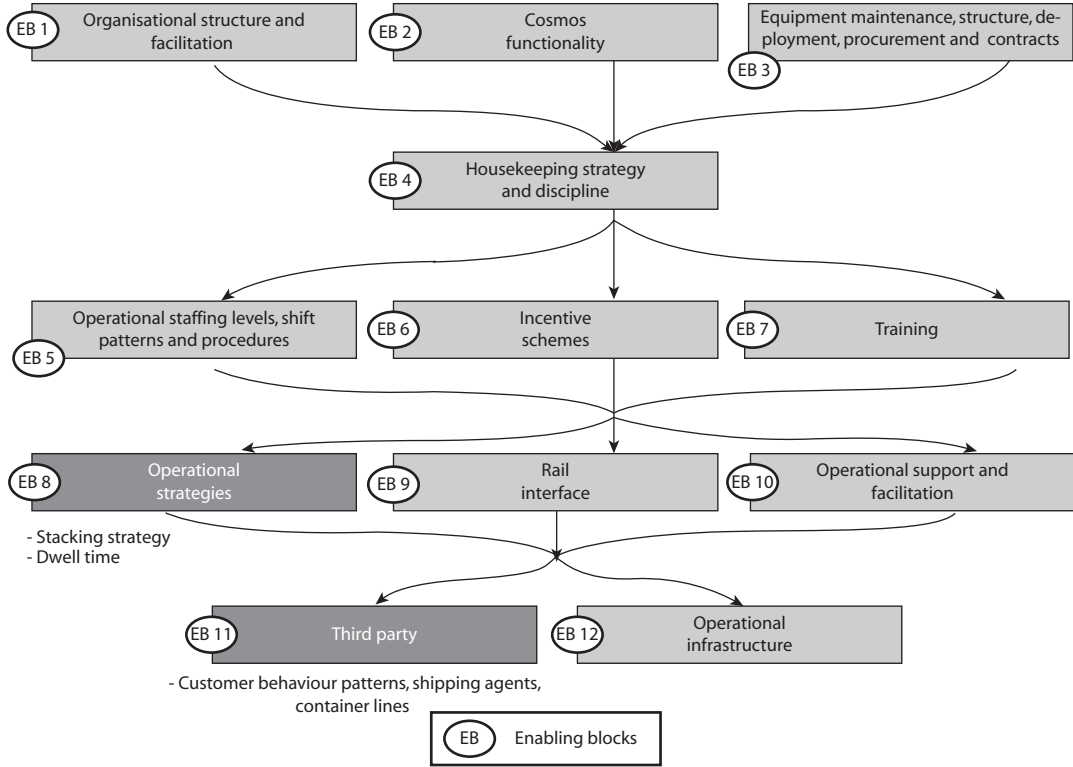 EB 1
Organisational structure and
facilitation
EB 2
Cosmos
functionality
EB 3
Equipment maintenance, structure, de-
ployment, procurement and contracts
EB 4
Housekeeping strategy
and discipline
EB 5
Operational staffing levels, shift
patterns and procedures
EB 6
Incentive
schemes
EB 7
Training
EB 8
Operational
strategies
- Stacking strategy
- Dwell time
EB 9
Rail
interface
EB 10
Operational support and
facilitation
EB 11
Third party
- Customer behaviour patterns, shipping agents,
container lines
EB 12
Operational
infrastructure
EB
Enabling blocks